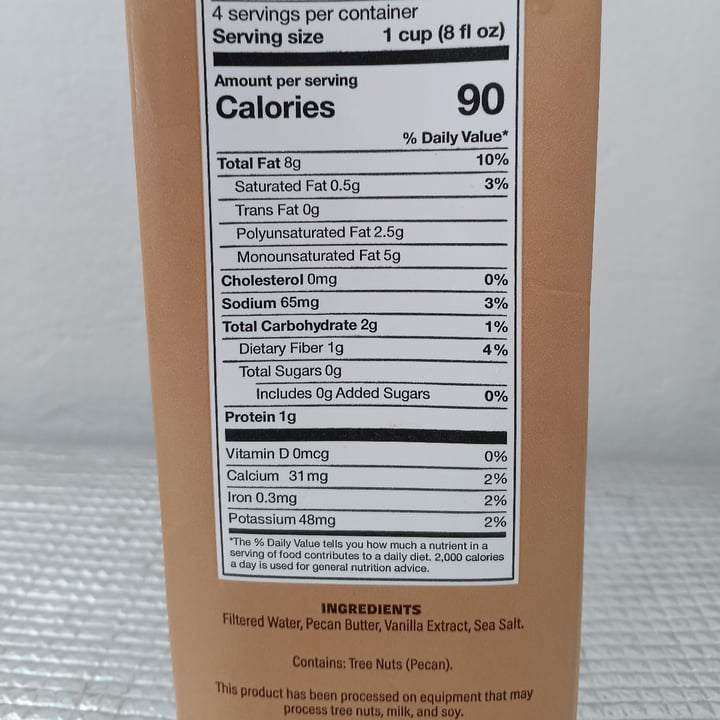 4 servings per container
Serving size 1 cup (8 fl oz)
Amount per serving
Calories 90
% Daily Value*
Total Fat 8g 10%
Saturated Fat 0.5g 3%
Trans Fat 0g
Polyunsaturated Fat 2.5g
Monounsaturated Fat 5g
Cholesterol 0mg 0%
Sodium 65mg 3%
Total Carbohydrate 2g 1%
Dietary Fiber 1g 4%
Total Sugars 0g
Includes 0g Added Sugars 0%
Protein 1g
Vitamin D 0mcg 0%
Calcium 31mg 2%
Iron 0.3mg 2%
Potassium 48mg 2%
*The % Daily Value tells you how much a nutrient in a
serving of food contributes to a daily diet. 2,000 calories
a day is used for general nutrition advice.
INGREDIENTS
Filtered Water, Pecan Butter, Vanilla Extract, Sea Salt.
Contains: Tree Nuts (Pecan).
This product has been processed on equipment that may
process tree nuts, milk, and soy.